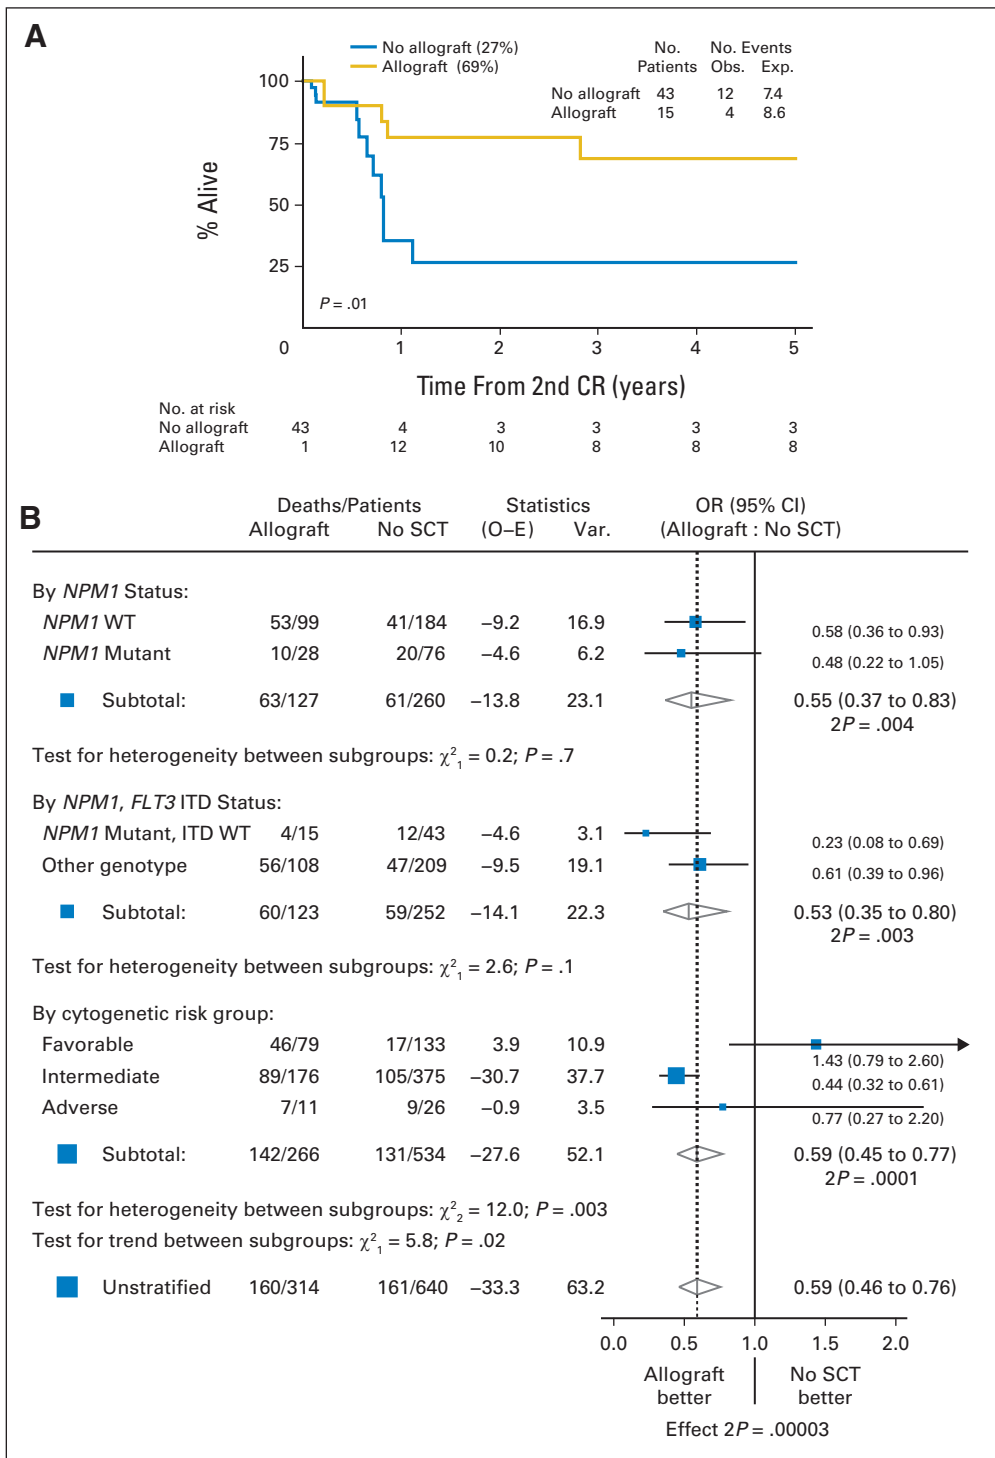 A
No allograft (27%)
Allograft (69%)
No. Patients No. Events Obs. Exp.
No allograft 43 12 7.4
Allograft 15 4 8.6
% Alive
100
75
50
25
P = .01
0 1 2 3 4 5
Time From 2nd CR (years)
No. at risk
No allograft 43 4 3 3 3 3
Allograft 1 12 10 8 8 8
B
Deaths/Patients Statistics OR (95% CI)
Allograft No SCT (O–E) Var. (Allograft : No SCT)
By NPM1 Status:
NPM1 WT 53/99 41/184 –9.2 16.9 0.58 (0.36 to 0.93)
NPM1 Mutant 10/28 20/76 –4.6 6.2 0.48 (0.22 to 1.05)
Subtotal: 63/127 61/260 –13.8 23.1 0.55 (0.37 to 0.83)
2P = .004
Test for heterogeneity between subgroups: χ²₁ = 0.2; P = .7
By NPM1, FLT3 ITD Status:
NPM1 Mutant, ITD WT 4/15 12/43 –4.6 3.1 0.23 (0.08 to 0.69)
Other genotype 56/108 47/209 –9.5 19.1 0.61 (0.39 to 0.96)
Subtotal: 60/123 59/252 –14.1 22.3 0.53 (0.35 to 0.80)
2P = .003
Test for heterogeneity between subgroups: χ²₁ = 2.6; P = .1
By cytogenetic risk group:
Favorable 46/79 17/133 3.9 10.9 1.43 (0.79 to 2.60)
Intermediate 89/176 105/375 –30.7 37.7 0.44 (0.32 to 0.61)
Adverse 7/11 9/26 –0.9 3.5 0.77 (0.27 to 2.20)
Subtotal: 142/266 131/534 –27.6 52.1 0.59 (0.45 to 0.77)
2P = .0001
Test for heterogeneity between subgroups: χ²₂ = 12.0; P = .003
Test for trend between subgroups: χ²₁ = 5.8; P = .02
Unstratified 160/314 161/640 –33.3 63.2 0.59 (0.46 to 0.76)
0.0 0.5 1.0 1.5 2.0
Allograft No SCT
better better
Effect 2P = .00003